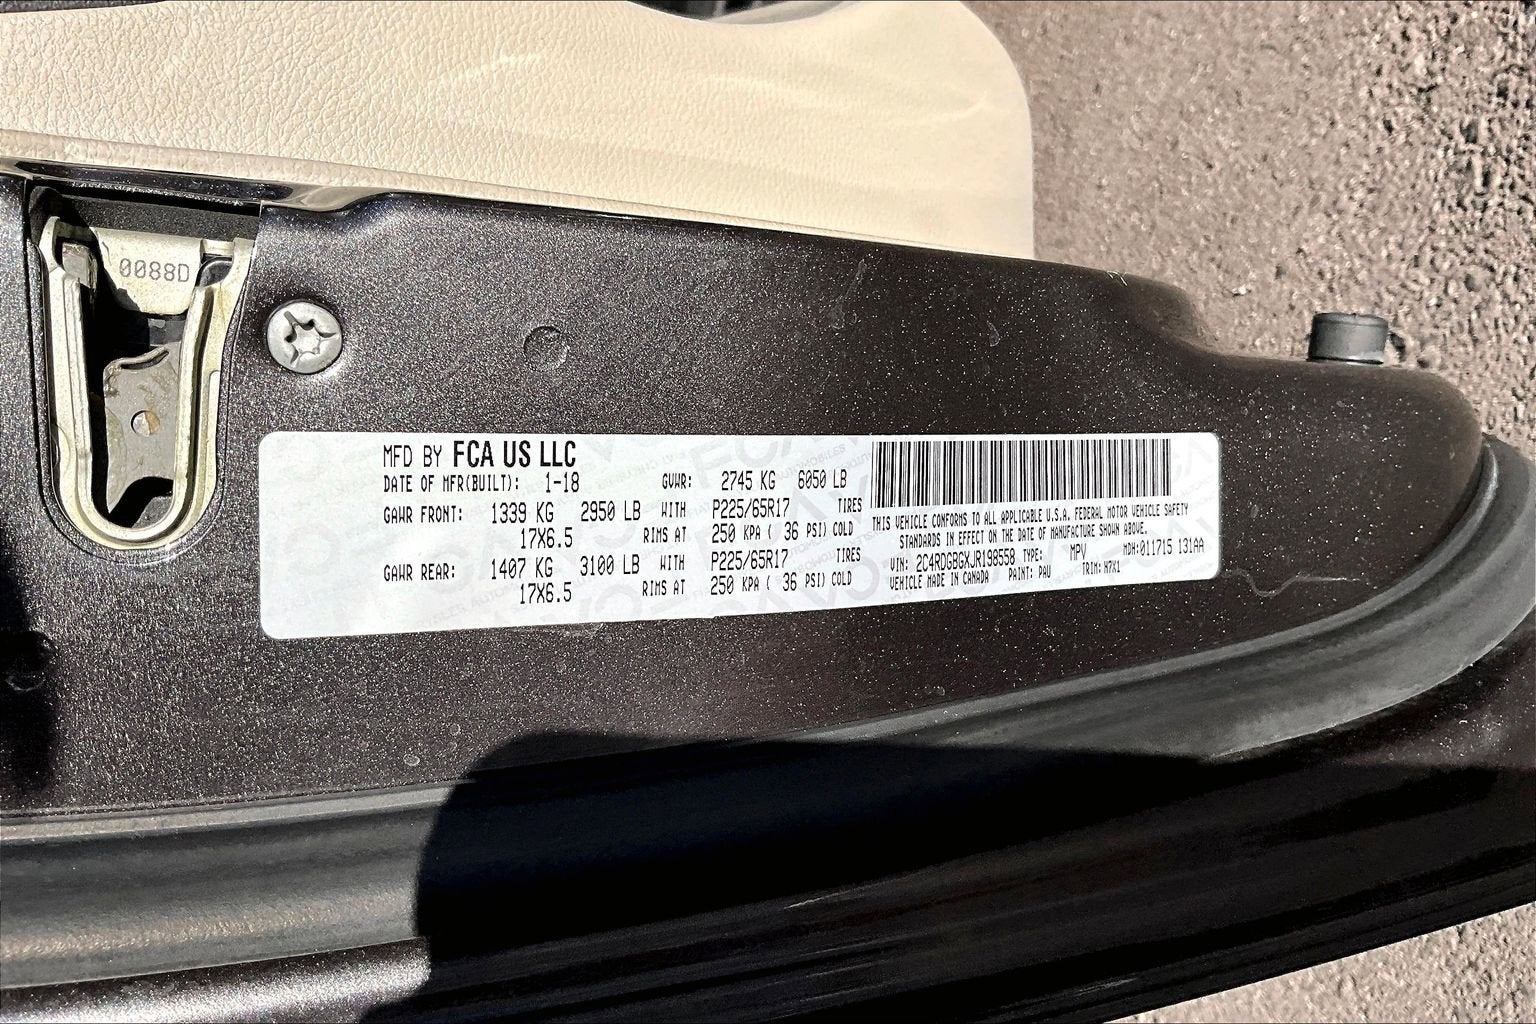 0088D
MFD BY FCA US LLC
DATE OF MFR(BUILT): 1-18 GVWR: 2745 KG 6050 LB
GAWR FRONT: 1339 KG 2950 LB WITH P225/65R17 TIRES
17X6.5 RIMS AT 250 KPA ( 36 PSI) COLD
GAWR REAR: 1407 KG 3100 LB WITH P225/65R17 TIRES
17X6.5 RIMS AT 250 KPA ( 36 PSI) COLD
THIS VEHICLE CONFORMS TO ALL APPLICABLE U.S.A. FEDERAL MOTOR VEHICLE SAFETY
STANDARDS IN EFFECT ON THE DATE OF MANUFACTURE SHOWN ABOVE.
VIN: 2C4RDGBGXJR198558 TYPE: MPV MDH:011715 131AA
VEHICLE MADE IN CANADA PAINT: PAU TRIM: N7X1